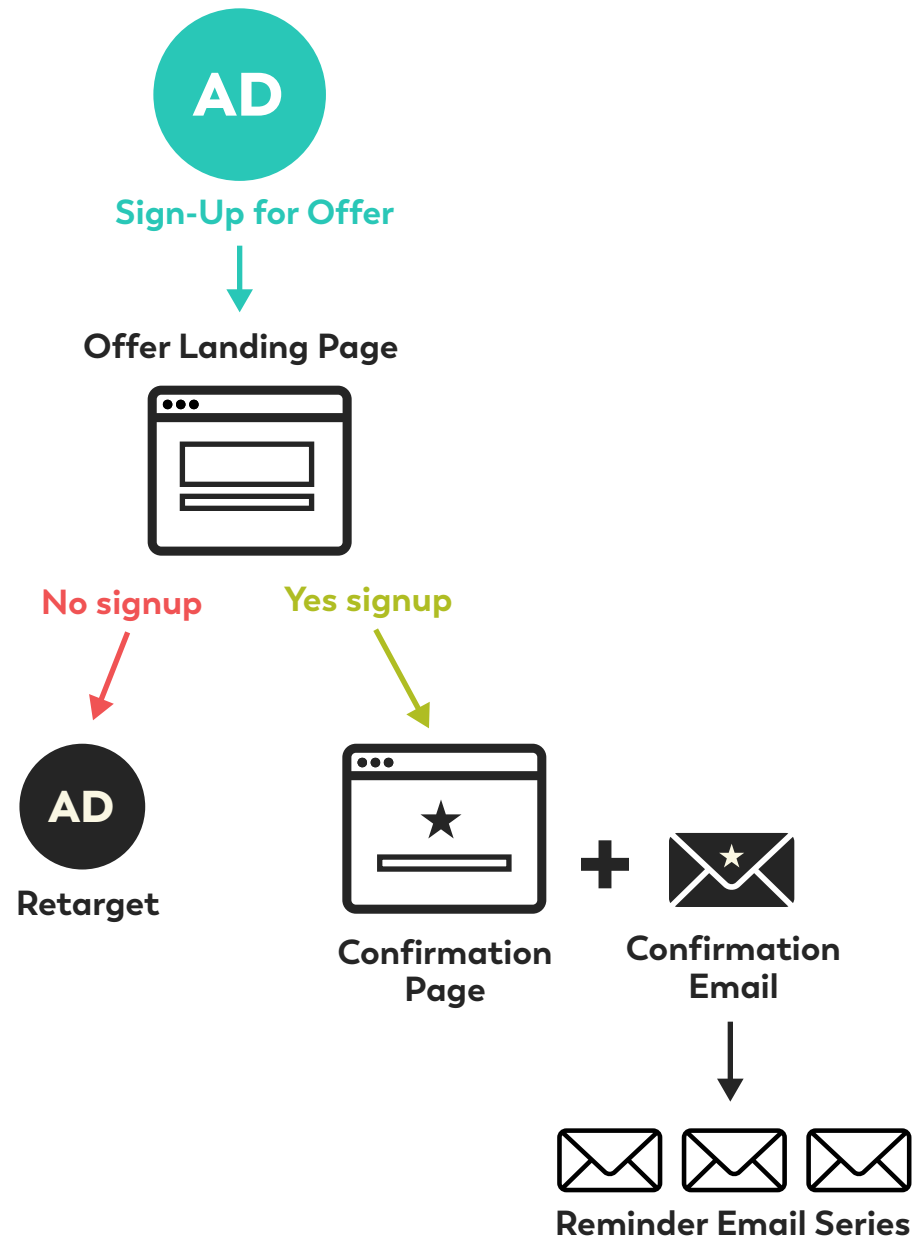 AD
Sign-Up for Offer
Offer Landing Page
No signup
Yes signup
AD
Retarget
Confirmation
Page
Confirmation
Email
Reminder Email Series